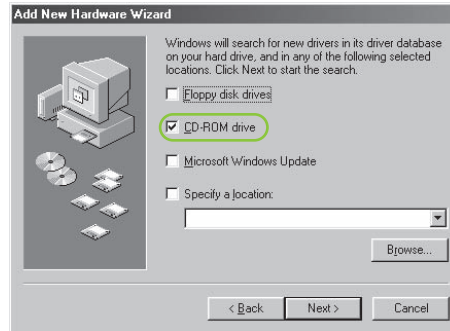 Add New Hardware Wizard
Windows will search for new drivers in its driver database
on your hard drive, and in any of the following selected
locations. Click Next to start the search.
Floppy disk drives
CD-ROM drive
Microsoft Windows Update
Specify a location:
Browse...
< Back Next > Cancel